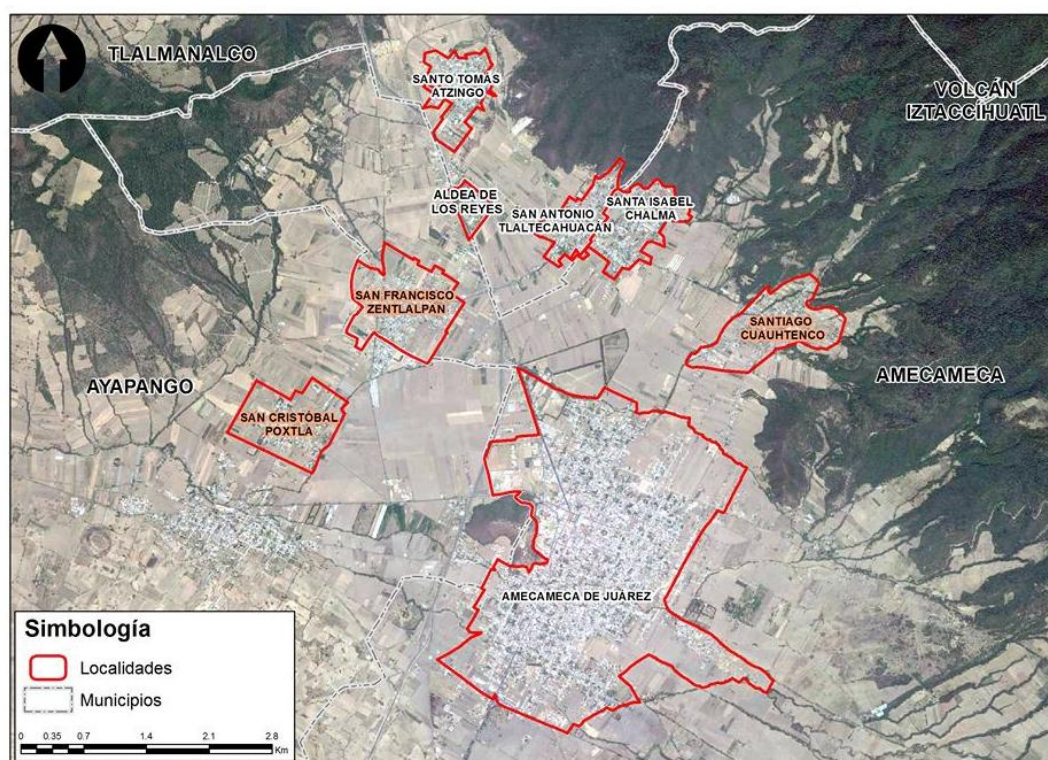 TLALMANALCO
SANTO TOMÁS
ATZINGO
VOLCÁN
IZTACCÍHUATL
ALDEA DE
LOS REYES
SAN ANTONIO
TLALTECAHUACÁN
SANTA ISABEL
CHALMA
SAN FRANCISCO
ZENTLALPAN
SANTIAGO
CUAUHTENCO
AYAPANGO
AMECAMECA
SAN CRISTÓBAL
POXTLA
AMECAMECA DE JUÁREZ
Simbología
Localidades
Municipios
0 0.35 0.7 1.4 2.1 2.8
Km